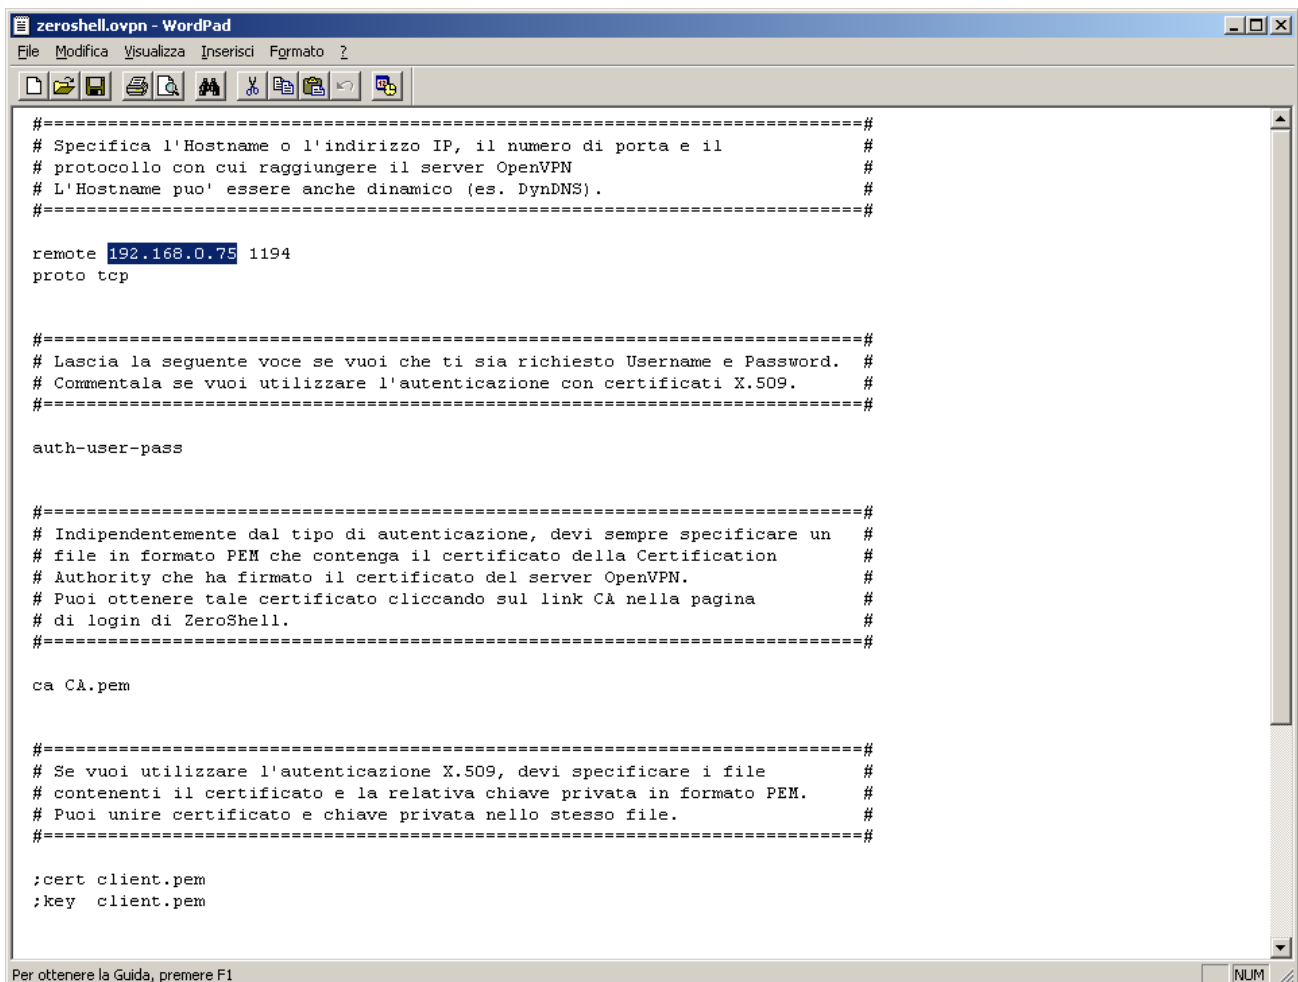 zeroshell.ovpn - WordPad
File Modifica Visualizza Inserisci Formato ?
#============================================================================#
# Specifica l'Hostname o l'indirizzo IP, il numero di porta e il #
# protocollo con cui raggiungere il server OpenVPN #
# L'Hostname puo' essere anche dinamico (es. DynDNS). #
#============================================================================#
remote 192.168.0.75 1194
proto tcp
#============================================================================#
# Lascia la seguente voce se vuoi che ti sia richiesto Username e Password. #
# Commentala se vuoi utilizzare l'autenticazione con certificati X.509. #
#============================================================================#
auth-user-pass
#============================================================================#
# Indipendentemente dal tipo di autenticazione, devi sempre specificare un #
# file in formato PEM che contenga il certificato della Certification #
# Authority che ha firmato il certificato del server OpenVPN. #
# Puoi ottenere tale certificato cliccando sul link CA nella pagina #
# di login di ZeroShell. #
#============================================================================#
ca CA.pem
#============================================================================#
# Se vuoi utilizzare l'autenticazione X.509, devi specificare i file #
# contenenti il certificato e la relativa chiave privata in formato PEM. #
# Puoi unire certificato e chiave privata nello stesso file. #
#============================================================================#
;cert client.pem
;key client.pem
Per ottenere la Guida, premere F1
NUM